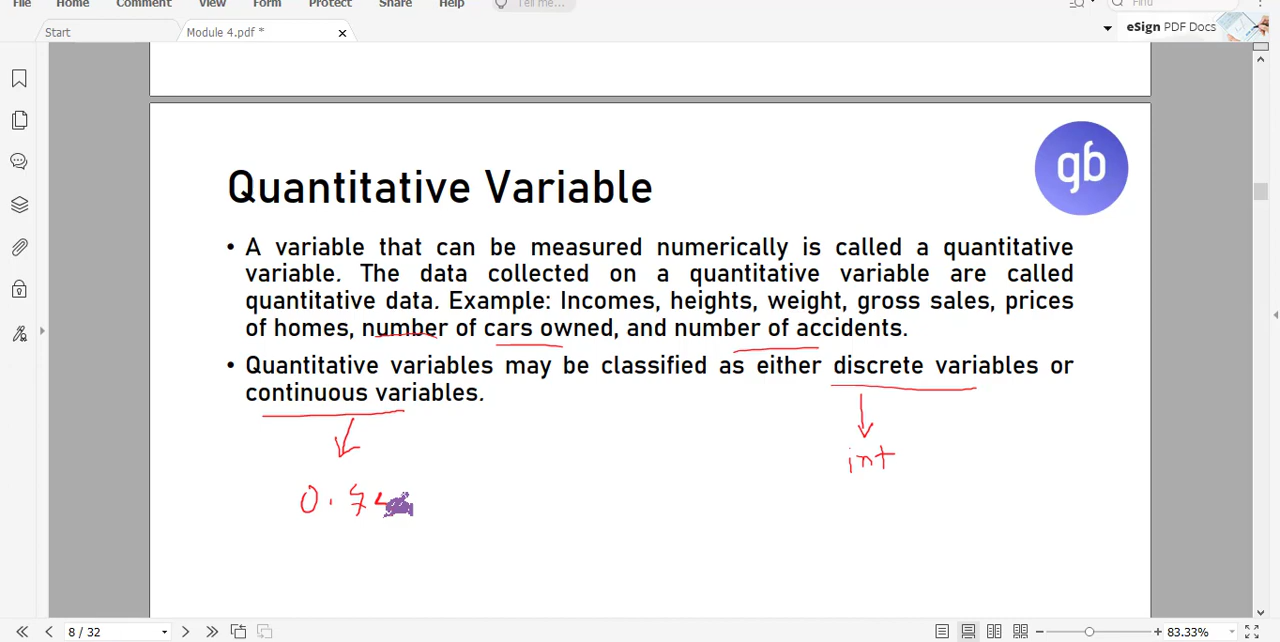 File Home Comment View Form Protect Share Help Tell me... Find
Start Module 4.pdf * eSign PDF Docs
gb
Quantitative Variable
• A variable that can be measured numerically is called a quantitative
variable. The data collected on a quantitative variable are called
quantitative data. Example: Incomes, heights, weight, gross sales, prices
of homes, number of cars owned, and number of accidents.
• Quantitative variables may be classified as either discrete variables or
continuous variables.
int
8 / 32 83.33%